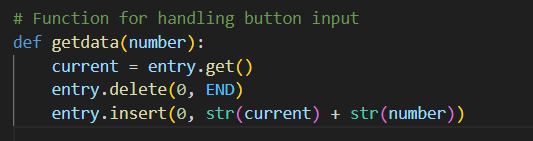 # Function for handling button input
def getdata(number):
    current = entry.get()
    entry.delete(0, END)
    entry.insert(0, str(current) + str(number))